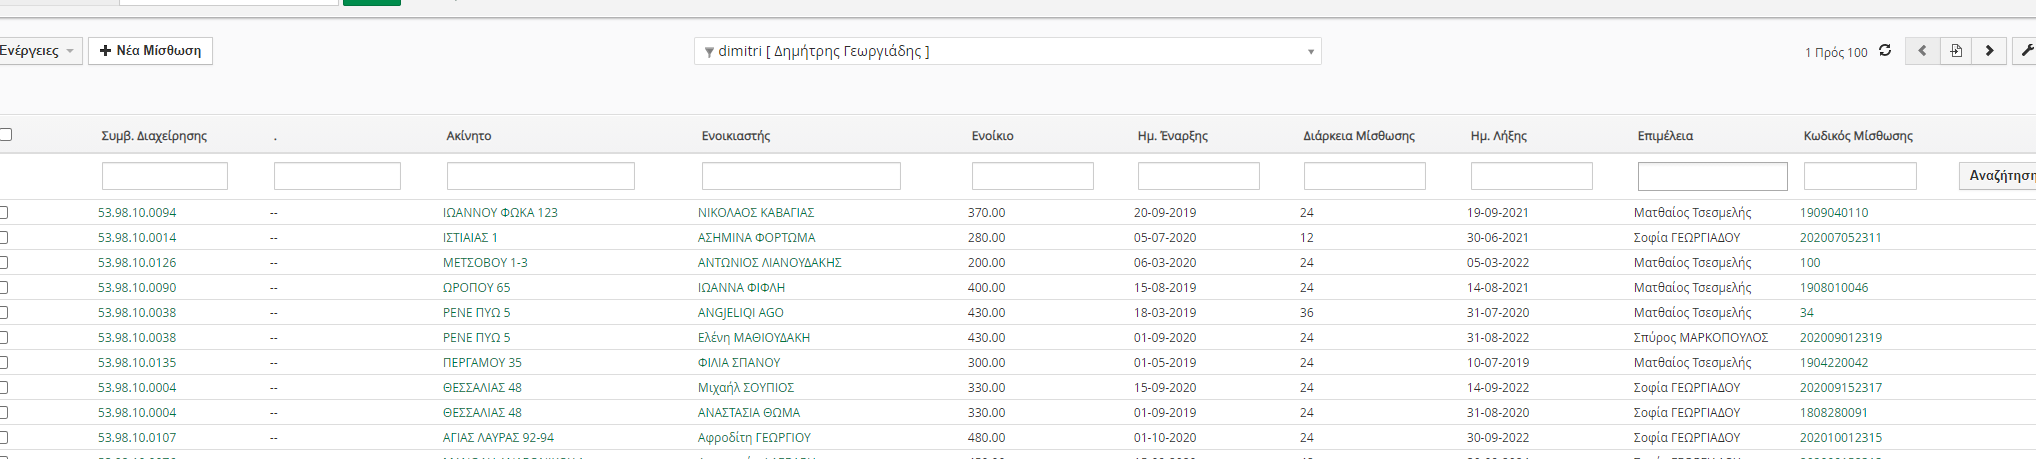 Ενέργειες + Νέα Μίσθωση dimitri [ Δημήτρης Γεωργιάδης ] 1 Πρός 100
Συμβ. Διαχείρησης . Ακίνητο Ενοικιαστής Ενοίκιο Ημ. Έναρξης Διάρκεια Μίσθωσης Ημ. Λήξης Επιμέλεια Κωδικός Μίσθωσης
Αναζήτηση
53.98.10.0094 -- ΙΩΑΝΝΟΥ ΦΩΚΑ 123 ΝΙΚΟΛΑΟΣ ΚΑΒΑΓΙΑΣ 370.00 20-09-2019 24 19-09-2021 Ματθαίος Τσεσμελής 1909040110
53.98.10.0014 -- ΙΣΤΙΑΙΑΣ 1 ΑΣΗΜΙΝΑ ΦΟΡΤΩΜΑ 280.00 05-07-2020 12 30-06-2021 Σοφία ΓΕΩΡΓΙΑΔΟΥ 202007052311
53.98.10.0126 -- ΜΕΤΣΟΒΟΥ 1-3 ΑΝΤΩΝΙΟΣ ΛΙΑΝΟΥΔΑΚΗΣ 200.00 06-03-2020 24 05-03-2022 Ματθαίος Τσεσμελής 100
53.98.10.0090 -- ΩΡΟΠΟΥ 65 ΙΩΑΝΝΑ ΦΙΦΛΗ 400.00 15-08-2019 24 14-08-2021 Ματθαίος Τσεσμελής 1908010046
53.98.10.0038 -- ΡΕΝΕ ΠΥΩ 5 ANGJELIQI AGO 430.00 18-03-2019 36 31-07-2020 Ματθαίος Τσεσμελής 34
53.98.10.0038 -- ΡΕΝΕ ΠΥΩ 5 Ελένη ΜΑΘΙΟΥΔΑΚΗ 430.00 01-09-2020 24 31-08-2022 Σπύρος ΜΑΡΚΟΠΟΥΛΟΣ 202009012319
53.98.10.0135 -- ΠΕΡΓΑΜΟΥ 35 ΦΙΛΙΑ ΣΠΑΝΟΥ 300.00 01-05-2019 24 10-07-2019 Ματθαίος Τσεσμελής 1904220042
53.98.10.0004 -- ΘΕΣΣΑΛΙΑΣ 48 Μιχαήλ ΣΟΥΠΙΟΣ 330.00 15-09-2020 24 14-09-2022 Σοφία ΓΕΩΡΓΙΑΔΟΥ 202009152317
53.98.10.0004 -- ΘΕΣΣΑΛΙΑΣ 48 ΑΝΑΣΤΑΣΙΑ ΘΩΜΑ 330.00 01-09-2019 24 31-08-2020 Σοφία ΓΕΩΡΓΙΑΔΟΥ 1808280091
53.98.10.0107 -- ΑΓΙΑΣ ΛΑΥΡΑΣ 92-94 Αφροδίτη ΓΕΩΡΓΙΟΥ 480.00 01-10-2020 24 30-09-2022 Σοφία ΓΕΩΡΓΙΑΔΟΥ 202010012315